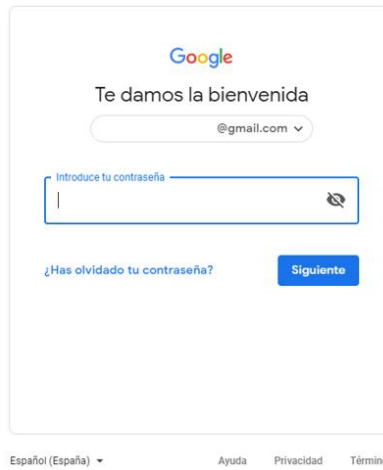 Google
Te damos la bienvenida
@gmail.com
Introduce tu contraseña
¿Has olvidado tu contraseña?
Siguiente
Español (España)
Ayuda
Privacidad